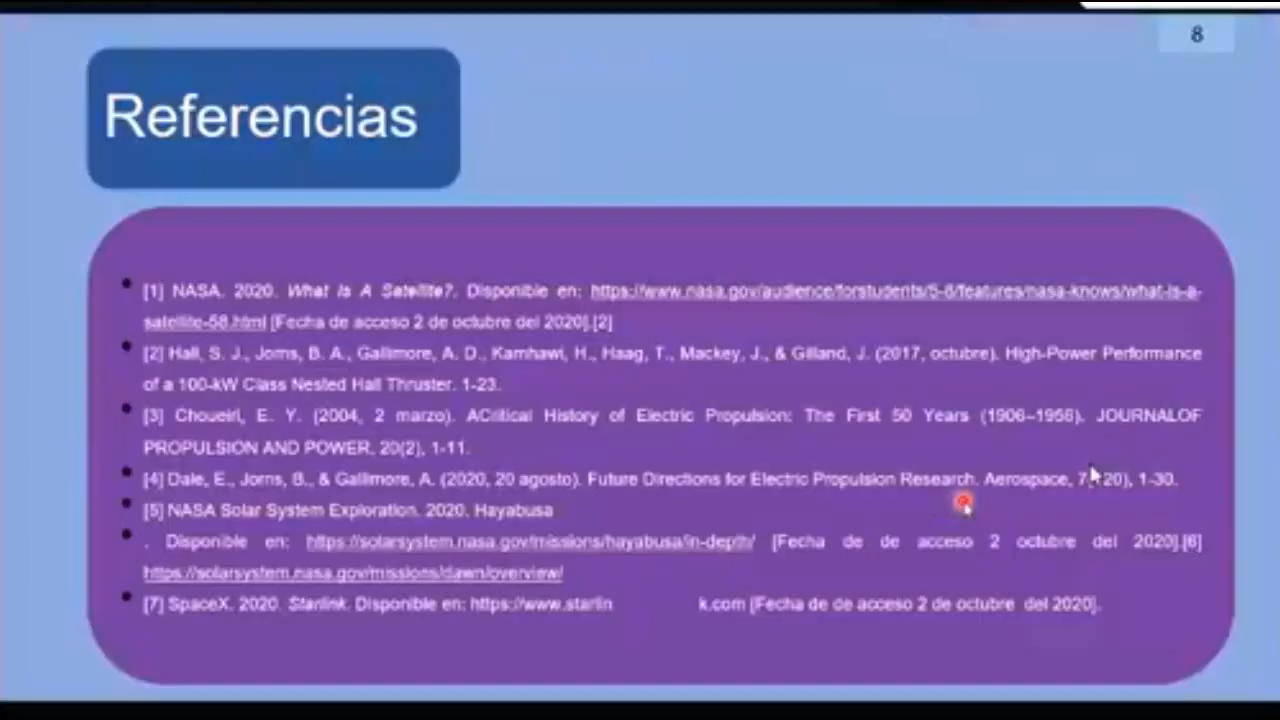 8
Referencias
[1] NASA. 2020. What Is A Satellite?. Disponible en: https://www.nasa.gov/audience/forstudents/5-8/features/nasa-knows/what-is-a-
satellite-58.html [Fecha de acceso 2 de octubre del 2020].[2]
[2] Hall, S. J., Jorns, B. A., Gallimore, A. D., Kamhawi, H., Haag, T., Mackey, J., & Gilland, J. (2017, octubre). High-Power Performance
of a 100-kW Class Nested Hall Thruster. 1-23.
[3] Choueiri, E. Y. (2004, 2 marzo). ACritical History of Electric Propulsion: The First 50 Years (1906–1956). JOURNALOF
PROPULSION AND POWER. 20(2), 1-11.
[4] Dale, E., Jorns, B., & Gallimore, A. (2020, 20 agosto). Future Directions for Electric Propulsion Research. Aerospace, 1-30.
[5] NASA Solar System Exploration. 2020. Hayabusa
. Disponible en: https://solarsystem.nasa.gov/missions/hayabusa/in-depth/ [Fecha de de acceso 2 octubre del 2020].[6]
https://solarsystem.nasa.gov/missions/dawn/overview/
[7] SpaceX. 2020. Starlink. Disponible en: https://www.starlin k.com [Fecha de de acceso 2 de octubre del 2020].